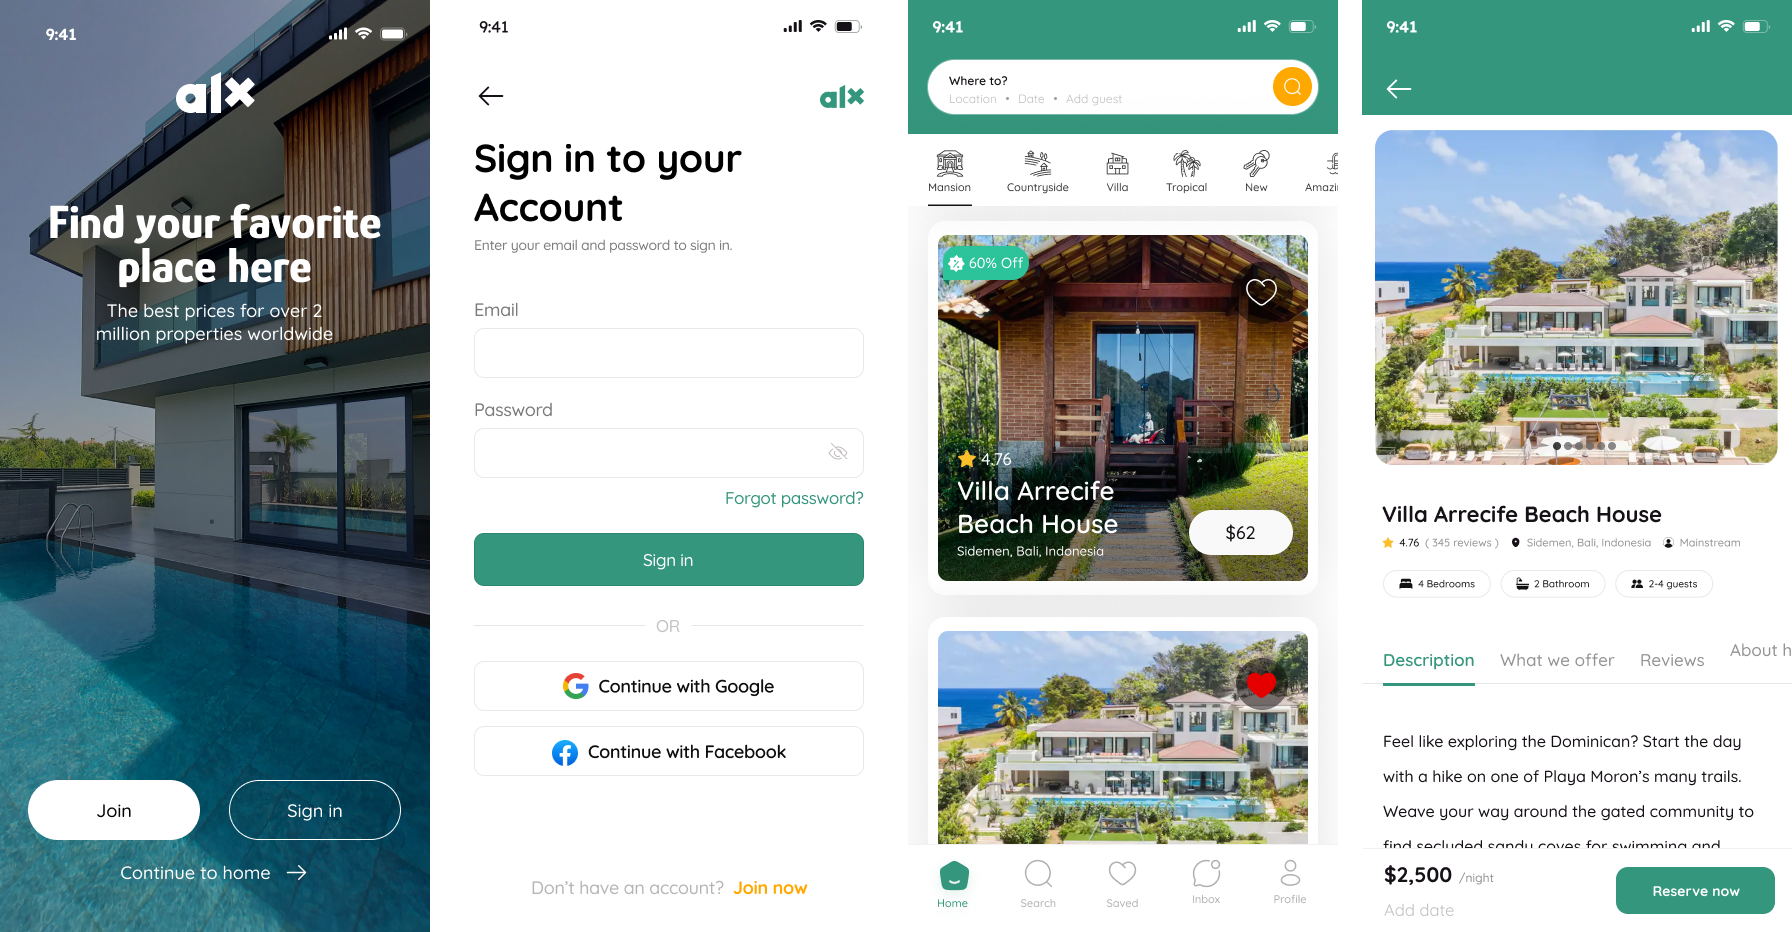 9:41
alx
Find your favorite
place here
The best prices for over 2
million properties worldwide
Join
Sign in
Continue to home
9:41
alx
Sign in to your
Account
Enter your email and password to sign in.
Email
Password
Forgot password?
Sign in
OR
Continue with Google
Continue with Facebook
Don't have an account? Join now
9:41
Where to?
Location • Date • Add guest
Mansion
Countryside
Villa
Tropical
New
Amazin
60% Off
4.76
Villa Arrecife
Beach House
Sidemen, Bali, Indonesia
$62
Home
Search
Saved
Inbox
Profile
9:41
Villa Arrecife Beach House
4.76 ( 345 reviews ) Sidemen, Bali, Indonesia Mainstream
4 Bedrooms
2 Bathroom
2-4 guests
Description
What we offer
Reviews
About h
Feel like exploring the Dominican? Start the day
with a hike on one of Playa Moron's many trails.
Weave your way around the gated community to
find secluded sandy coves for swimming and
$2,500 /night
Add date
Reserve now